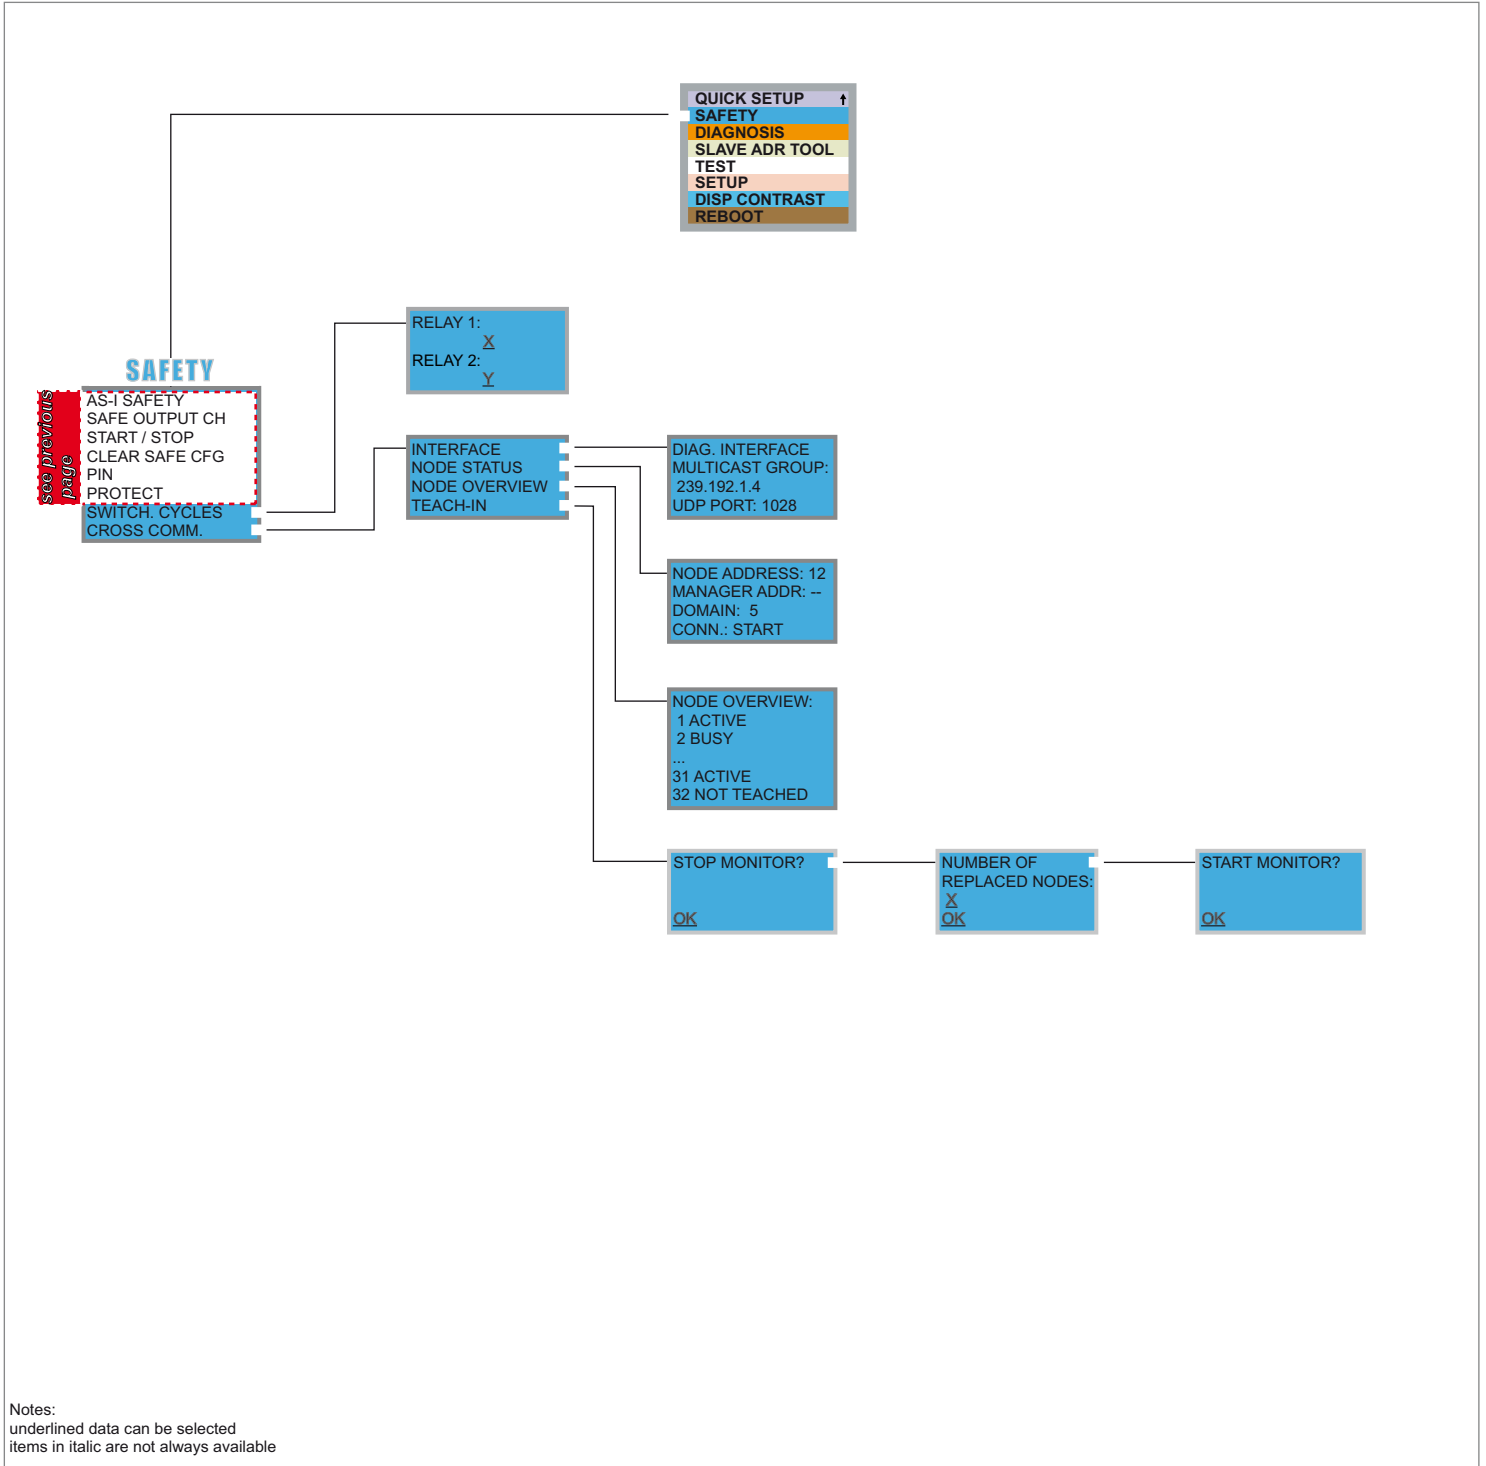 QUICK SETUP
SAFETY
DIAGNOSIS
SLAVE ADR TOOL
TEST
SETUP
DISP CONTRAST
REBOOT
RELAY 1:
X
RELAY 2:
Y
SAFETY
see previous
page
AS-I SAFETY
SAFE OUTPUT CH
START / STOP
CLEAR SAFE CFG
PIN
PROTECT
SWITCH. CYCLES
CROSS COMM.
INTERFACE
NODE STATUS
NODE OVERVIEW
TEACH-IN
DIAG. INTERFACE
MULTICAST GROUP:
239.192.1.4
UDP PORT: 1028
NODE ADDRESS: 12
MANAGER ADDR: --
DOMAIN: 5
CONN.: START
NODE OVERVIEW:
1 ACTIVE
2 BUSY
...
31 ACTIVE
32 NOT TEACHED
STOP MONITOR?
OK
NUMBER OF
REPLACED NODES:
X
OK
START MONITOR?
OK
Notes:
underlined data can be selected
items in italic are not always available